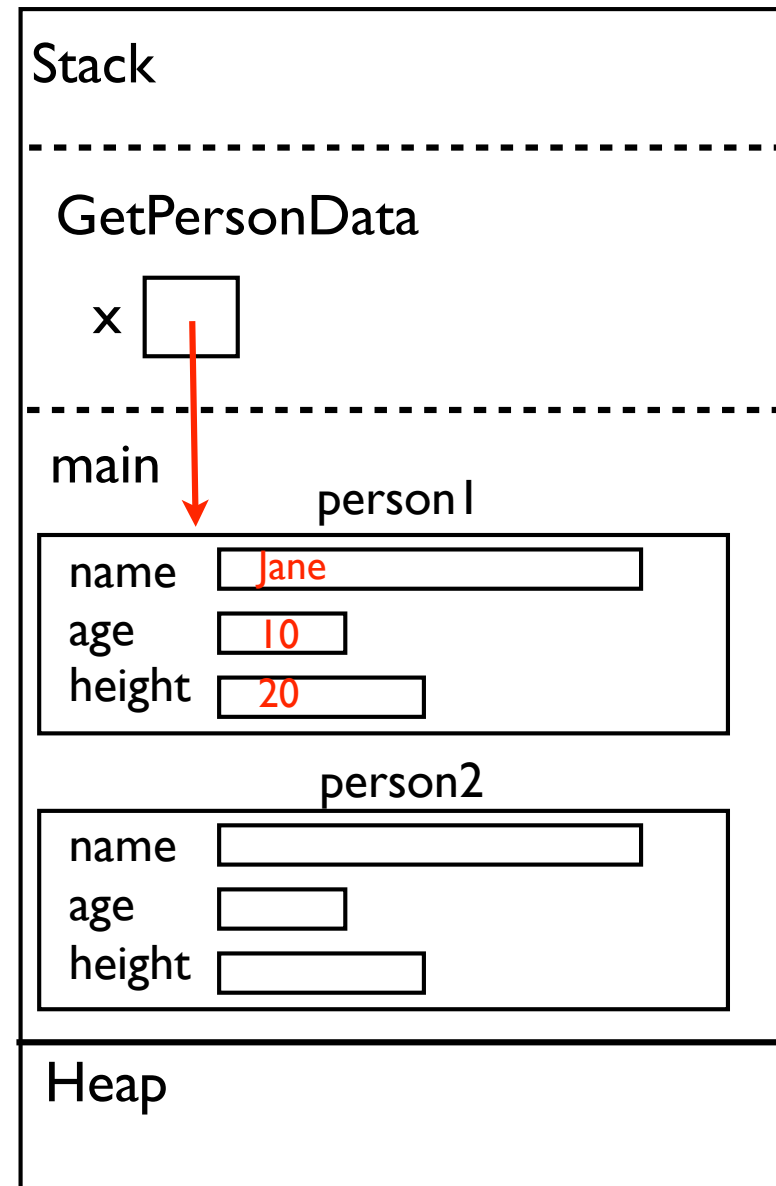 Stack
GetPersonData
x
main
person1
name Jane
age 10
height 20
person2
name
age
height
Heap